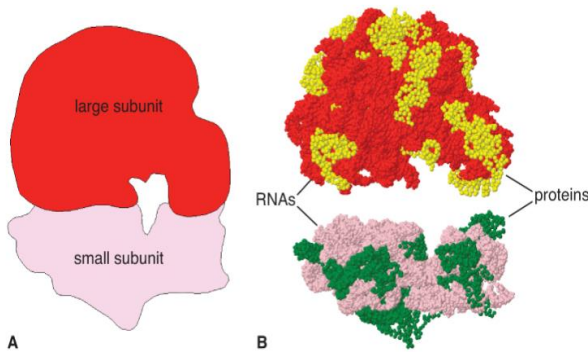 large subunit
small subunit
A
RNAs
proteins
B